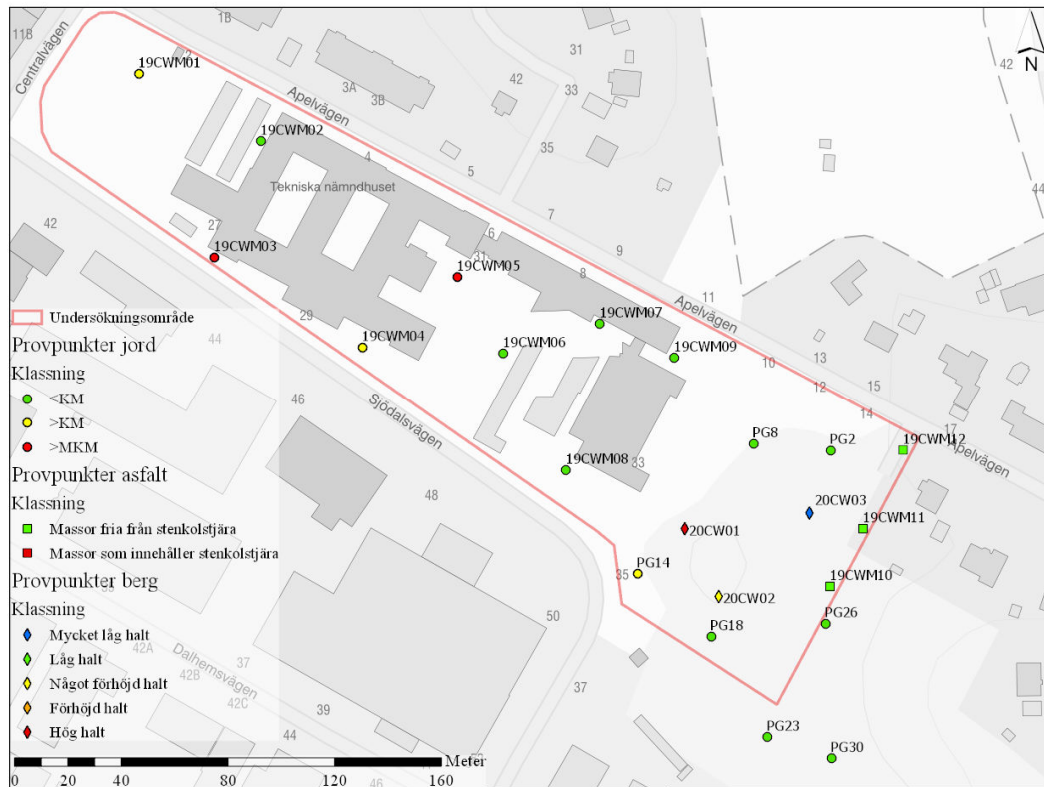 11B
1B
Centralvägen
2
3A
3B
31
42
33
42
N
19CWM01
Apelvägen
19CWM02
4
5
35
Tekniska nämndhuset
7
44
42
27
6
9
19CWM03
31
19CWM05
8
11
Apelvägen
29
19CWM07
44
19CWM04
19CWM06
19CWM09
10
13
12
15
14
Sjödalsvägen
46
17
Apelvägen
33
19CWM08
PG8
PG2
19CWM12
48
20CW03
20CW01
19CWM11
35
PG14
19CWM10
20CW02
50
PG18
PG26
37
PG23
PG30
Undersökningsområde
Provpunkter jord
Klassning
<KM
>KM
>MKM
Provpunkter asfalt
Klassning
Massor fria från stenkolstjära
Massor som innehåller stenkolstjära
Provpunkter berg
Klassning
Mycket låg halt
Låg halt
Något förhöjd halt
Förhöjd halt
Hög halt
42A
42B
42C
37
Dalhemsvägen
39
44
46
Meter
0 20 40 80 120 160